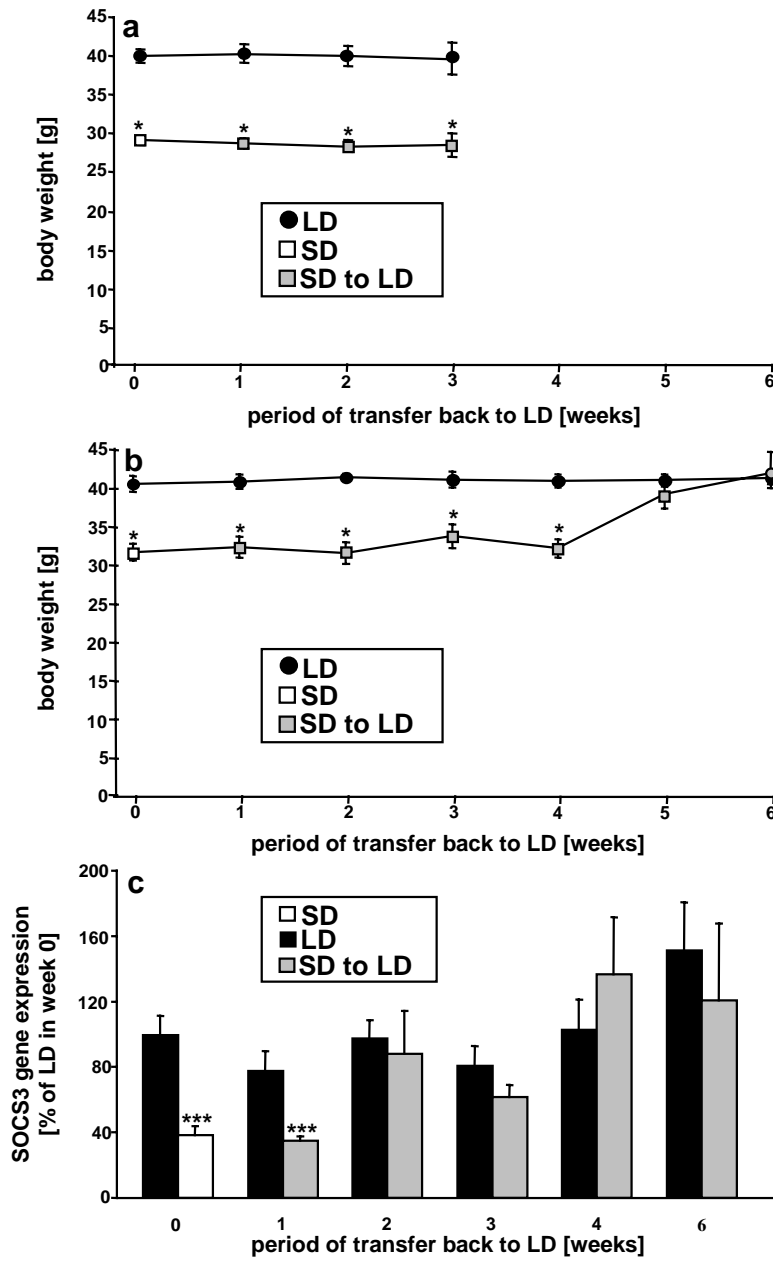 a
body weight [g]
45
40
35
30
25
20
15
10
5
0
* * * *
LD
SD
SD to LD
0 1 2 3 4 5 6
period of transfer back to LD [weeks]
b
body weight [g]
45
40
35
30
25
20
15
10
5
0
* * * * *
LD
SD
SD to LD
0 1 2 3 4 5 6
period of transfer back to LD [weeks]
c
SOCS3 gene expression
[% of LD in week 0]
200
160
120
80
40
0
SD
LD
SD to LD
*** ***
0 1 2 3 4 6
period of transfer back to LD [weeks]